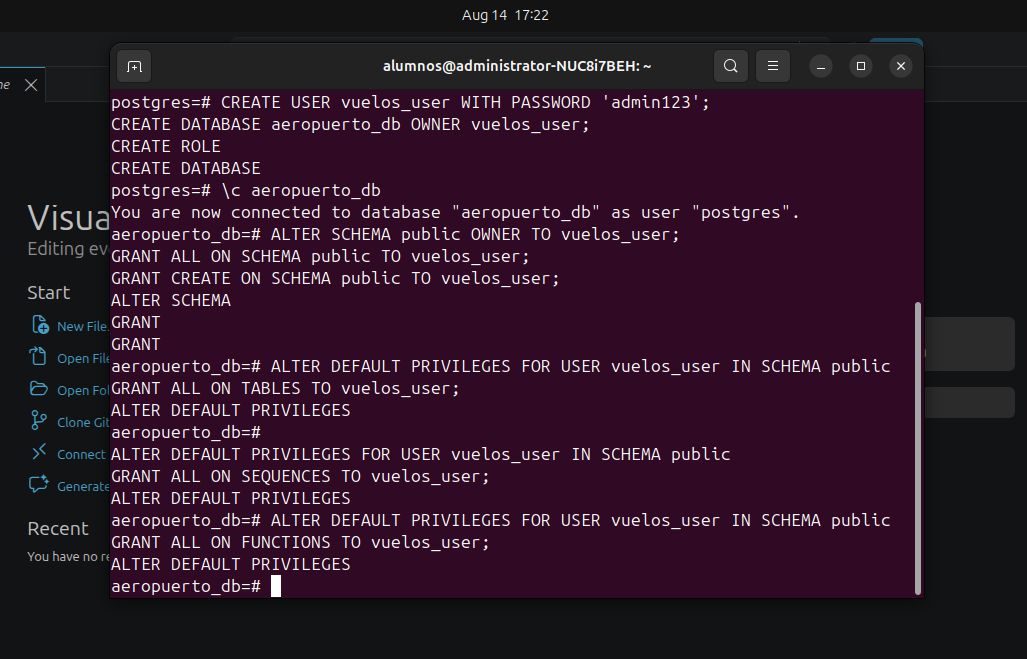 Aug 14 17:22
alumnos@administrator-NUC8i7BEH: ~
postgres=# CREATE USER vuelos_user WITH PASSWORD 'admin123';
CREATE DATABASE aeropuerto_db OWNER vuelos_user;
CREATE ROLE
CREATE DATABASE
postgres=# \c aeropuerto_db
You are now connected to database "aeropuerto_db" as user "postgres".
aeropuerto_db=# ALTER SCHEMA public OWNER TO vuelos_user;
GRANT ALL ON SCHEMA public TO vuelos_user;
GRANT CREATE ON SCHEMA public TO vuelos_user;
ALTER SCHEMA
GRANT
GRANT
aeropuerto_db=# ALTER DEFAULT PRIVILEGES FOR USER vuelos_user IN SCHEMA public
GRANT ALL ON TABLES TO vuelos_user;
ALTER DEFAULT PRIVILEGES
aeropuerto_db=#
ALTER DEFAULT PRIVILEGES FOR USER vuelos_user IN SCHEMA public
GRANT ALL ON SEQUENCES TO vuelos_user;
ALTER DEFAULT PRIVILEGES
aeropuerto_db=# ALTER DEFAULT PRIVILEGES FOR USER vuelos_user IN SCHEMA public
GRANT ALL ON FUNCTIONS TO vuelos_user;
ALTER DEFAULT PRIVILEGES
aeropuerto_db=#
Visua
Editing ev
Start
New File.
Open File
Open Fol
Clone Git
Connect
Generate
Recent
You have no re